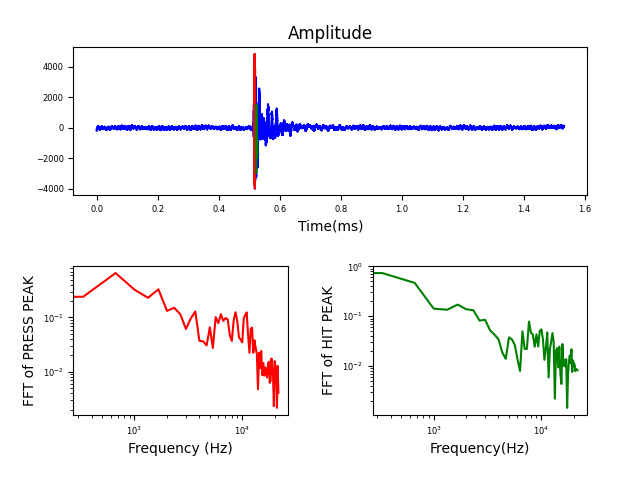 Amplitude
4000
2000
0
−2000
−4000
0.0 0.2 0.4 0.6 0.8 1.0 1.2 1.4 1.6
Time(ms)
FFT of PRESS PEAK
10⁻¹
10⁻²
10³ 10⁴
Frequency (Hz)
FFT of HIT PEAK
10⁰
10⁻¹
10⁻²
10³ 10⁴
Frequency(Hz)